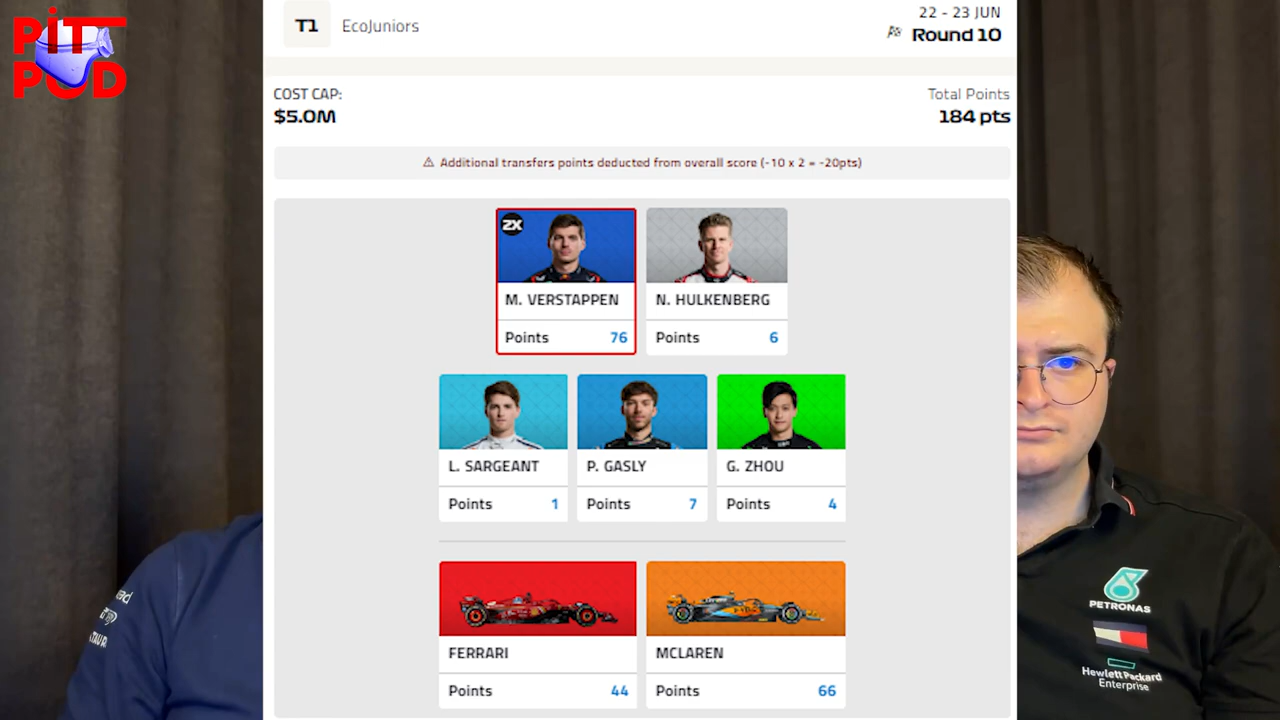 PiT
POD
T1 EcoJuniors
22 - 23 JUN
Round 10
COST CAP:
$5.0M
Total Points
184 pts
⚠ Additional transfers points deducted from overall score (-10 x 2 = -20pts)
2X
M. VERSTAPPEN
Points 76
N. HULKENBERG
Points 6
L. SARGEANT
Points 1
P. GASLY
Points 7
G. ZHOU
Points 4
FERRARI
Points 44
MCLAREN
Points 66
PETRONAS
Hewlett Packard
Enterprise